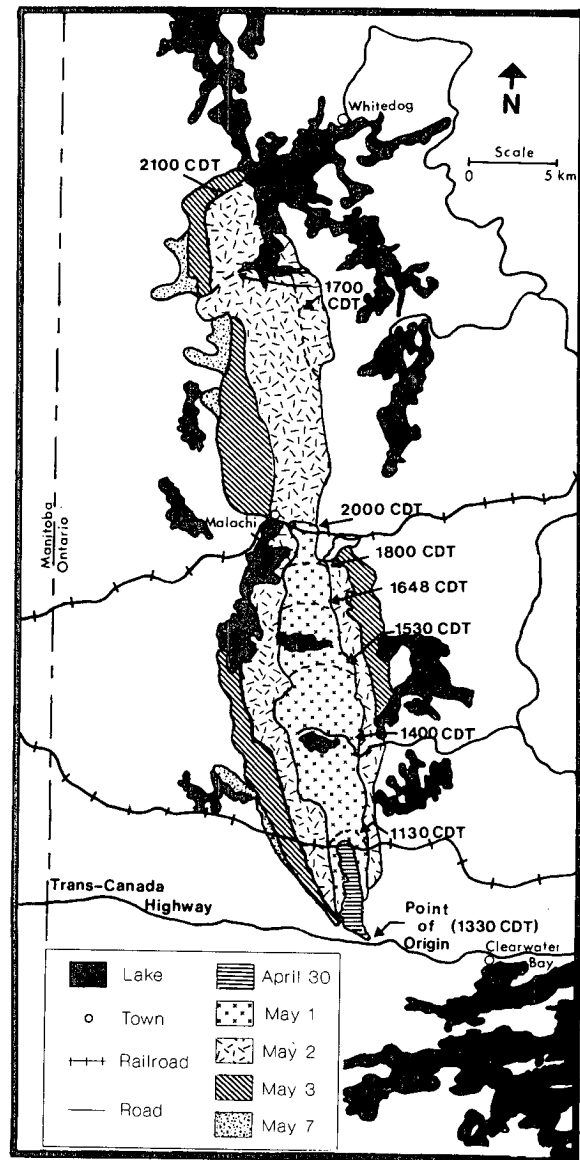 Whitedog
N
Scale
0 5 km
2100 CDT
1700
CDT
Malachi
2000 CDT
1800 CDT
1648 CDT
1530 CDT
Manitoba
Ontario
1400 CDT
1130 CDT
Trans-Canada
Highway
Point
of (1330 CDT)
Origin
Clearwater
Bay
Lake
Town
Railroad
Road
April 30
May 1
May 2
May 3
May 7